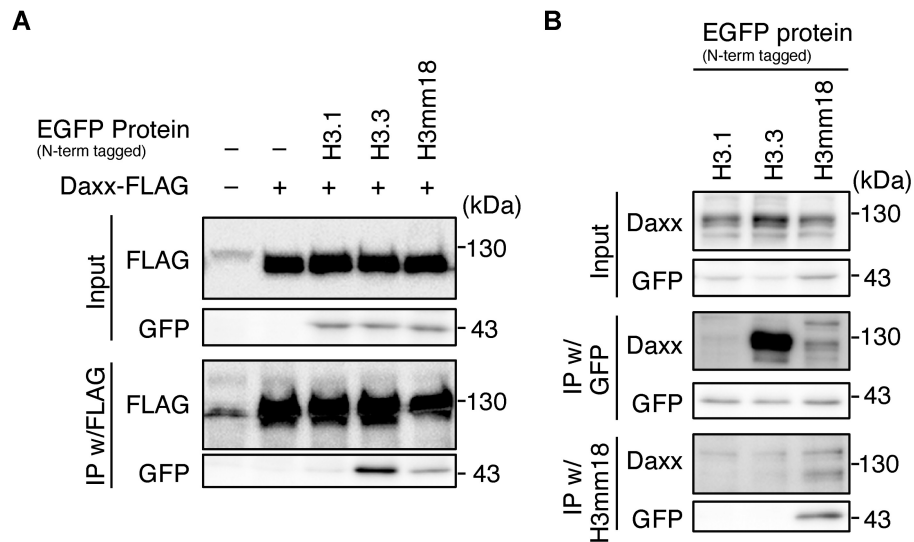 A
EGFP Protein
(N-term tagged)
– – H3.1 H3.3 H3mm18
Daxx-FLAG – + + + +
(kDa)
Input
FLAG -130
GFP - 43
IP w/FLAG
FLAG -130
GFP - 43
B
EGFP protein
(N-term tagged)
H3.1 H3.3 H3mm18
(kDa)
Input
Daxx -130
GFP - 43
IP w/
GFP
Daxx -130
GFP - 43
IP w/
H3mm18
Daxx -130
GFP - 43